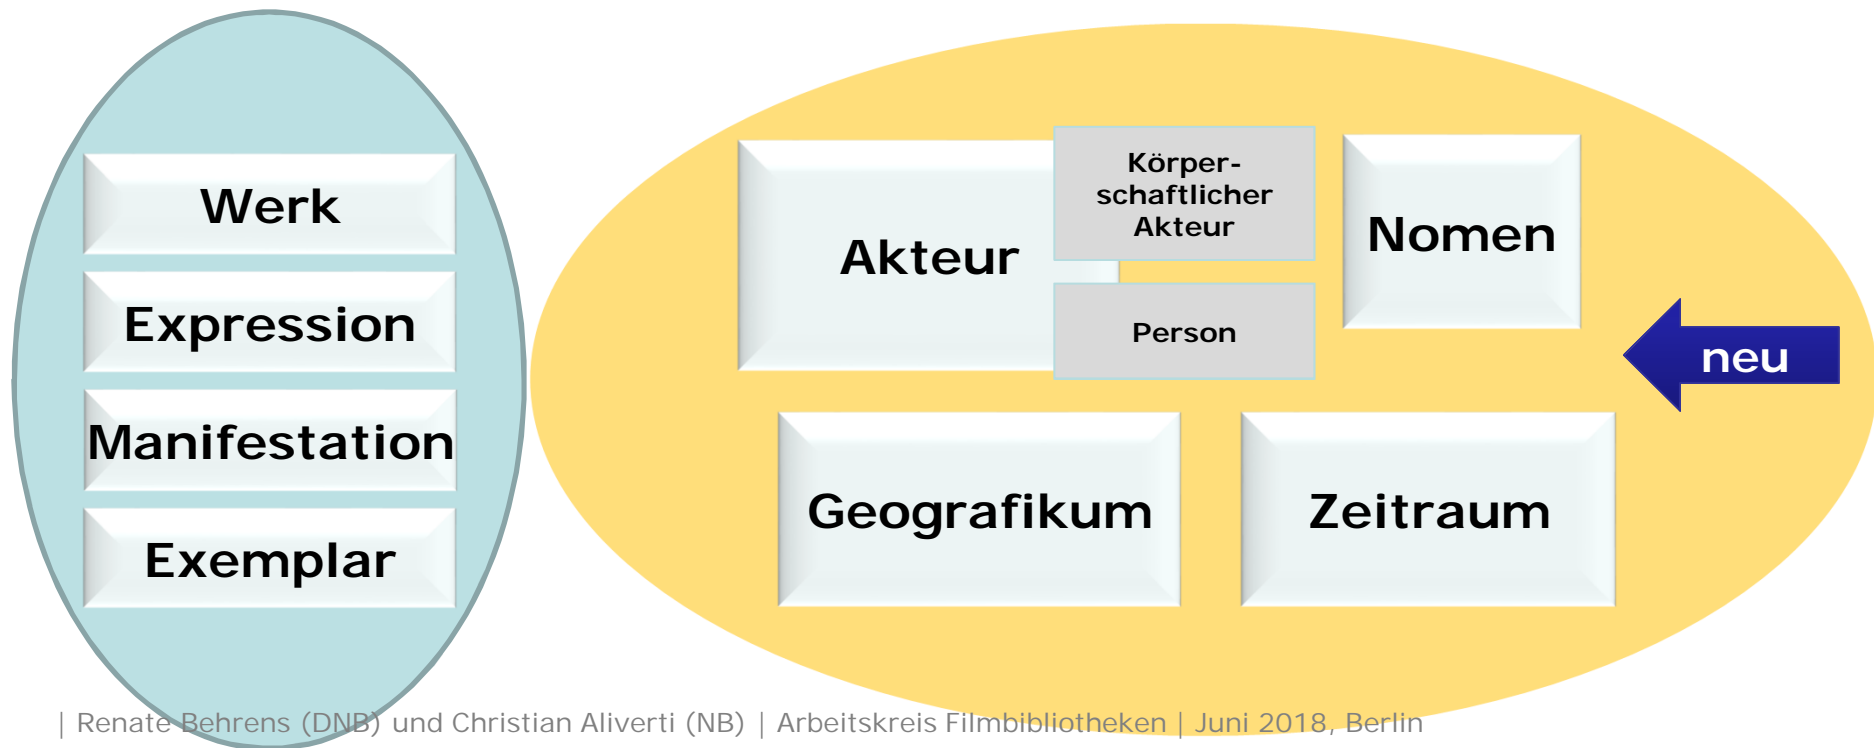 Werk
Expression
Manifestation
Exemplar
Akteur
Körper-
schaftlicher
Akteur
Person
Nomen
neu
Geografikum
Zeitraum
| Renate Behrens (DNB) und Christian Aliverti (NB) | Arbeitskreis Filmbibliotheken | Juni 2018, Berlin